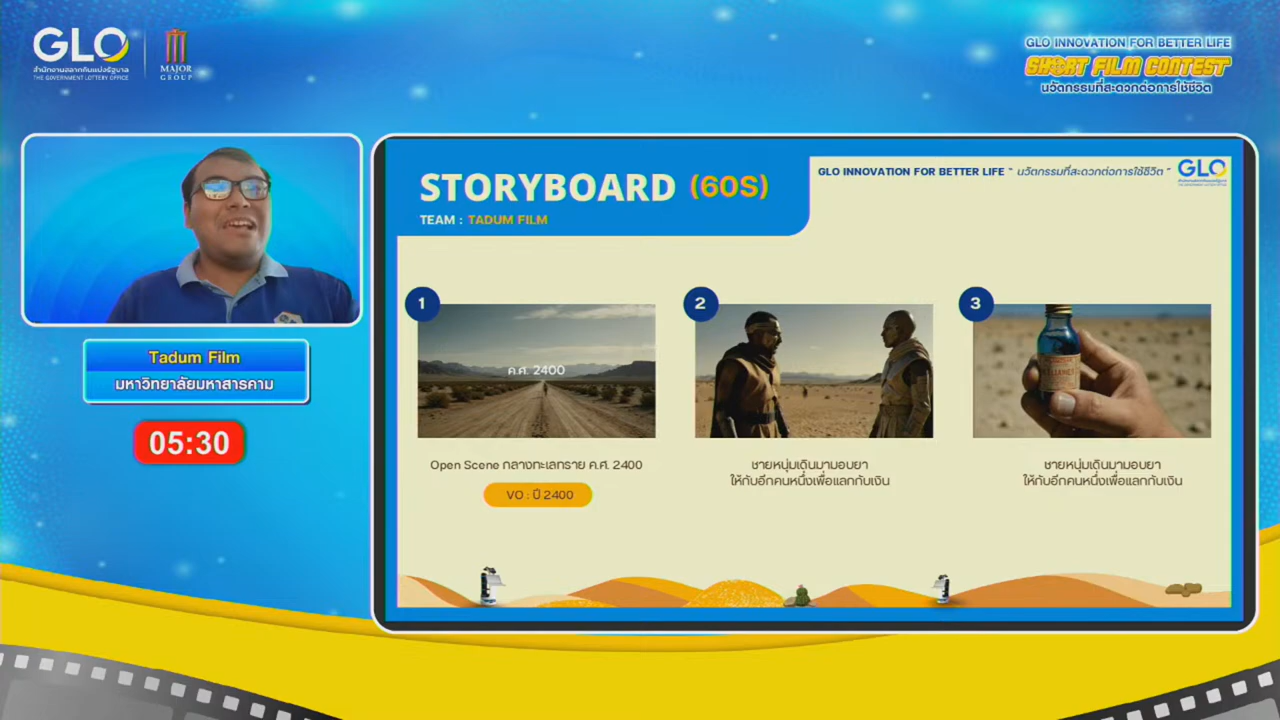 GLO
สำนักงานสลากกินแบ่งรัฐบาล
THE GOVERNMENT LOTTERY OFFICE
MAJOR
GROUP
GLO INNOVATION FOR BETTER LIFE
SHORT FILM CONTEST
นวัตกรรมที่สะดวกต่อการใช้ชีวิต
STORYBOARD (60S)
TEAM : TADUM FILM
GLO INNOVATION FOR BETTER LIFE " นวัตกรรมที่สะดวกต่อการใช้ชีวิต "
GLO
1
2
3
ค.ศ. 2400
Open Scene กลางทะเลทราย ค.ศ. 2400
VO : ปี 2400
ชายหนุ่มเดินมามอบยา
ให้กับอีกคนหนึ่งเพื่อแลกกับเงิน
ชายหนุ่มเดินมามอบยา
ให้กับอีกคนหนึ่งเพื่อแลกกับเงิน
Tadum Film
มหาวิทยาลัยมหาสารคาม
05:30